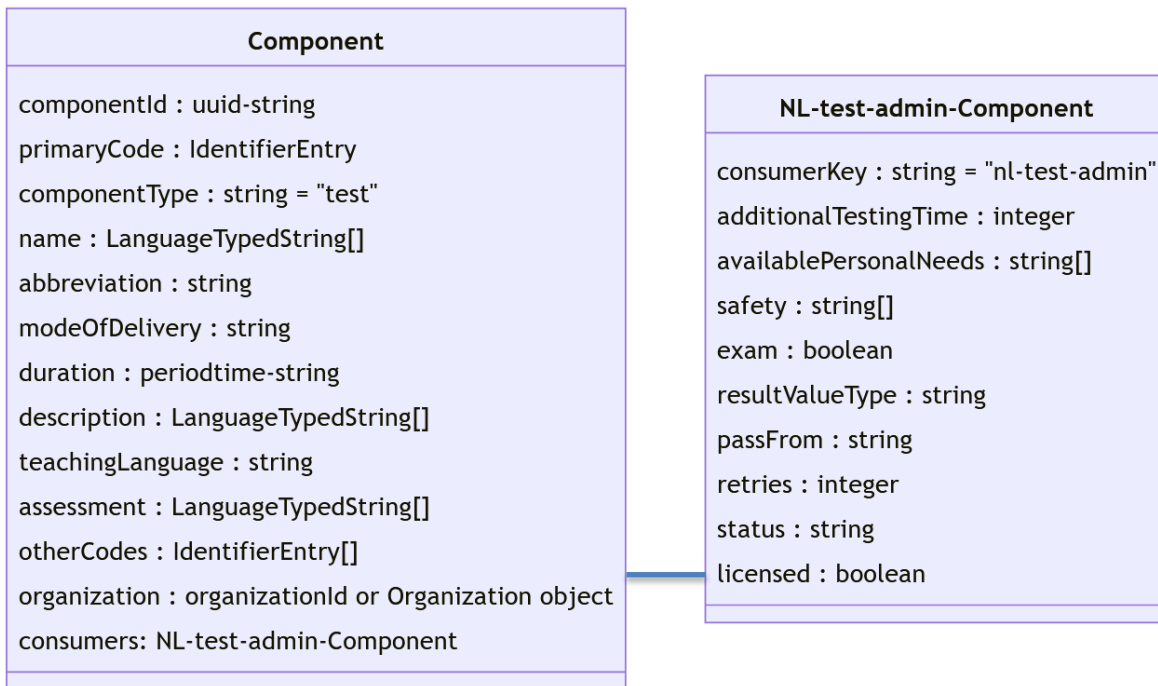 Component
componentId : uuid-string
primaryCode : IdentifierEntry
componentType : string = "test"
name : LanguageTypedString[]
abbreviation : string
modeOfDelivery : string
duration : periodtime-string
description : LanguageTypedString[]
teachingLanguage : string
assessment : LanguageTypedString[]
otherCodes : IdentifierEntry[]
organization : organizationId or Organization object
consumers: NL-test-admin-Component
NL-test-admin-Component
consumerKey : string = "nl-test-admin"
additionalTestingTime : integer
availablePersonalNeeds : string[]
safety : string[]
exam : boolean
resultValueType : string
passFrom : string
retries : integer
status : string
licensed : boolean